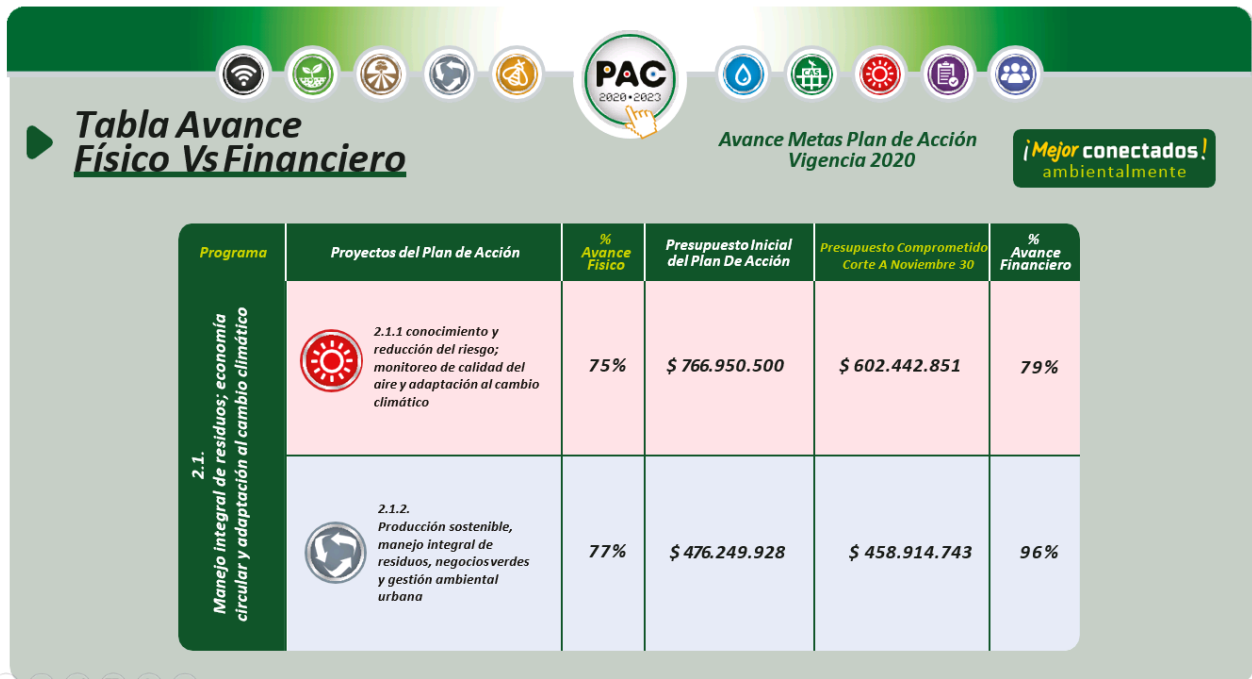 PAC
2020•2023
Tabla Avance
Físico Vs Financiero
Avance Metas Plan de Acción
Vigencia 2020
¡Mejor conectados!
ambientalmente
Programa
Proyectos del Plan de Acción
%
Avance
Fisico
Presupuesto Inicial
del Plan De Acción
Presupuesto Comprometido
Corte A Noviembre 30
%
Avance
Financiero
2.1.
Manejo integral de residuos; economía
circular y adaptación al cambio climático
2.1.1 conocimiento y
reducción del riesgo;
monitoreo de calidad del
aire y adaptación al cambio
climático
75%
$ 766.950.500
$ 602.442.851
79%
2.1.2.
Producción sostenible,
manejo integral de
residuos, negocios verdes
y gestión ambiental
urbana
77%
$ 476.249.928
$ 458.914.743
96%